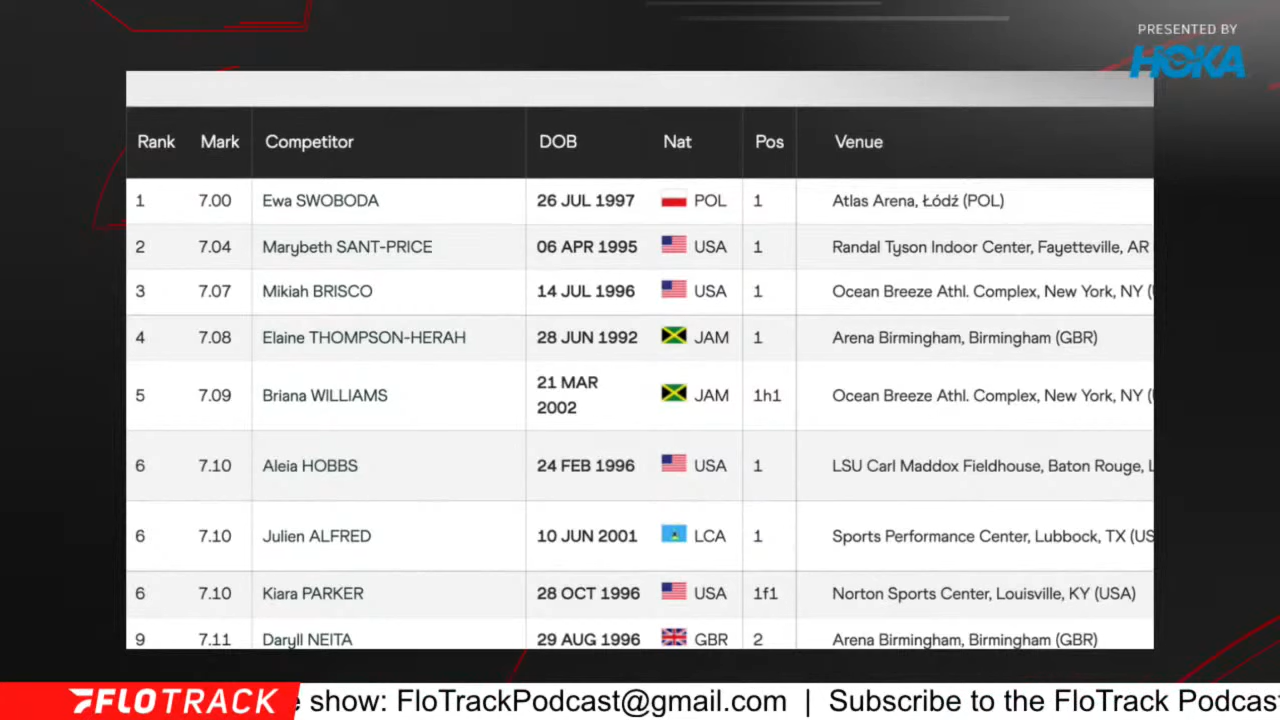 PRESENTED BY
HOKA
Rank Mark Competitor DOB Nat Pos Venue
1 7.00 Ewa SWOBODA 26 JUL 1997 POL 1 Atlas Arena, Łódź (POL)
2 7.04 Marybeth SANT-PRICE 06 APR 1995 USA 1 Randal Tyson Indoor Center, Fayetteville, AR
3 7.07 Mikiah BRISCO 14 JUL 1996 USA 1 Ocean Breeze Athl. Complex, New York, NY (
4 7.08 Elaine THOMPSON-HERAH 28 JUN 1992 JAM 1 Arena Birmingham, Birmingham (GBR)
5 7.09 Briana WILLIAMS 21 MAR 2002 JAM 1h1 Ocean Breeze Athl. Complex, New York, NY (
6 7.10 Aleia HOBBS 24 FEB 1996 USA 1 LSU Carl Maddox Fieldhouse, Baton Rouge, L
6 7.10 Julien ALFRED 10 JUN 2001 LCA 1 Sports Performance Center, Lubbock, TX (US
6 7.10 Kiara PARKER 28 OCT 1996 USA 1f1 Norton Sports Center, Louisville, KY (USA)
9 7.11 Daryll NEITA 29 AUG 1996 GBR 2 Arena Birmingham, Birmingham (GBR)
FLOTRACK e show: FloTrackPodcast@gmail.com | Subscribe to the FloTrack Podcas